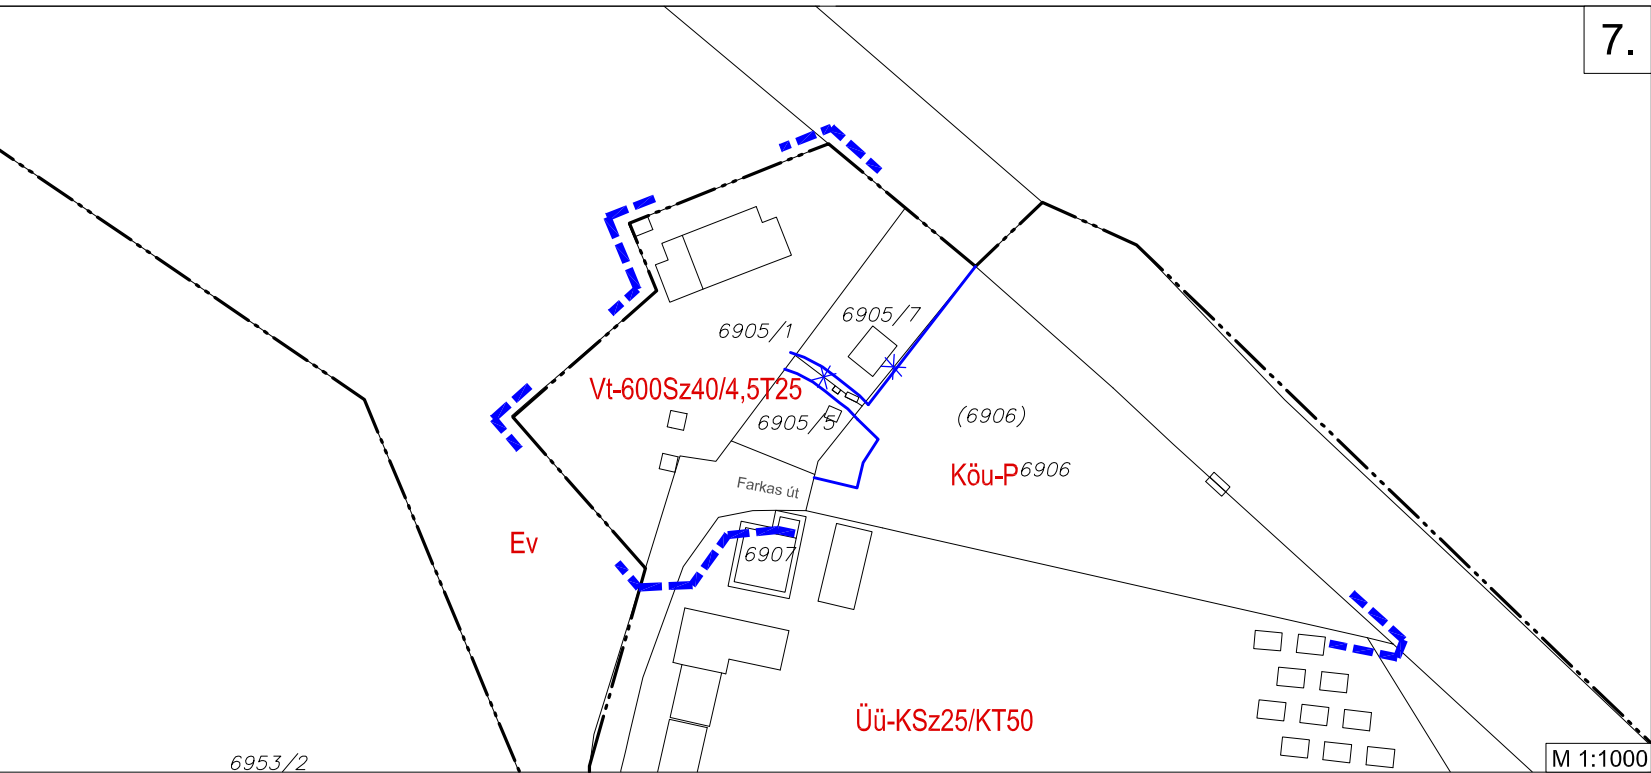 7.
6905/7
6905/1
Vt-600Sz40/4,5T25
6905/5
(6906)
Köu-P
6906
Farkas út
Ev
6907
Üü-KSz25/KT50
6953/2
M 1:1000